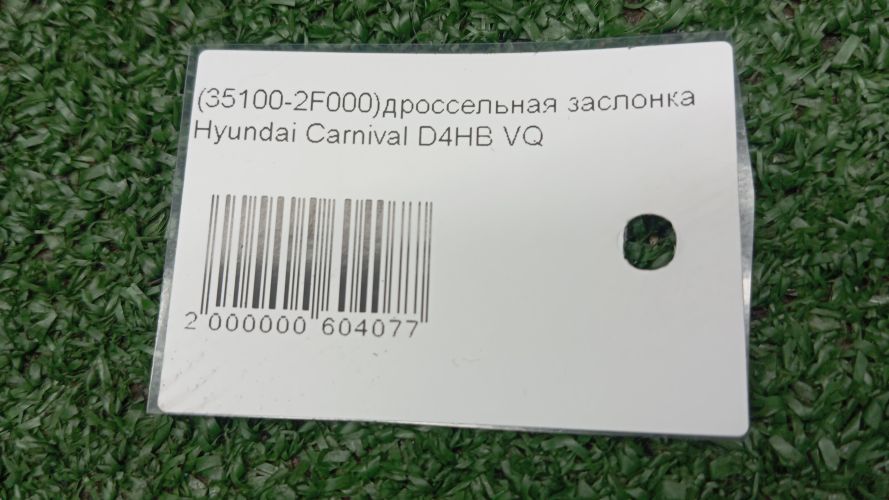 (35100-2F000)дроссельная заслонка
Hyundai Carnival D4HB VQ
2 000000 604077